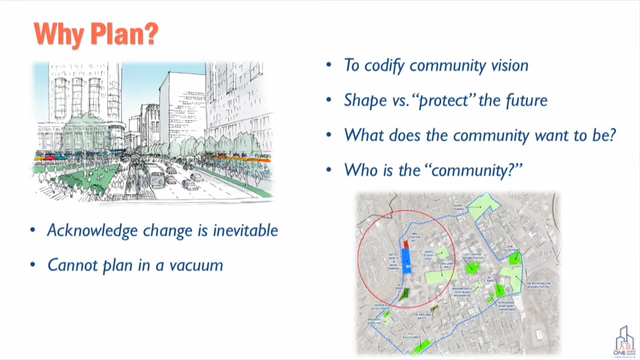 Why Plan?
• To codify community vision
• Shape vs. “protect” the future
• What does the community want to be?
• Who is the “community?”
• Acknowledge change is inevitable
• Cannot plan in a vacuum